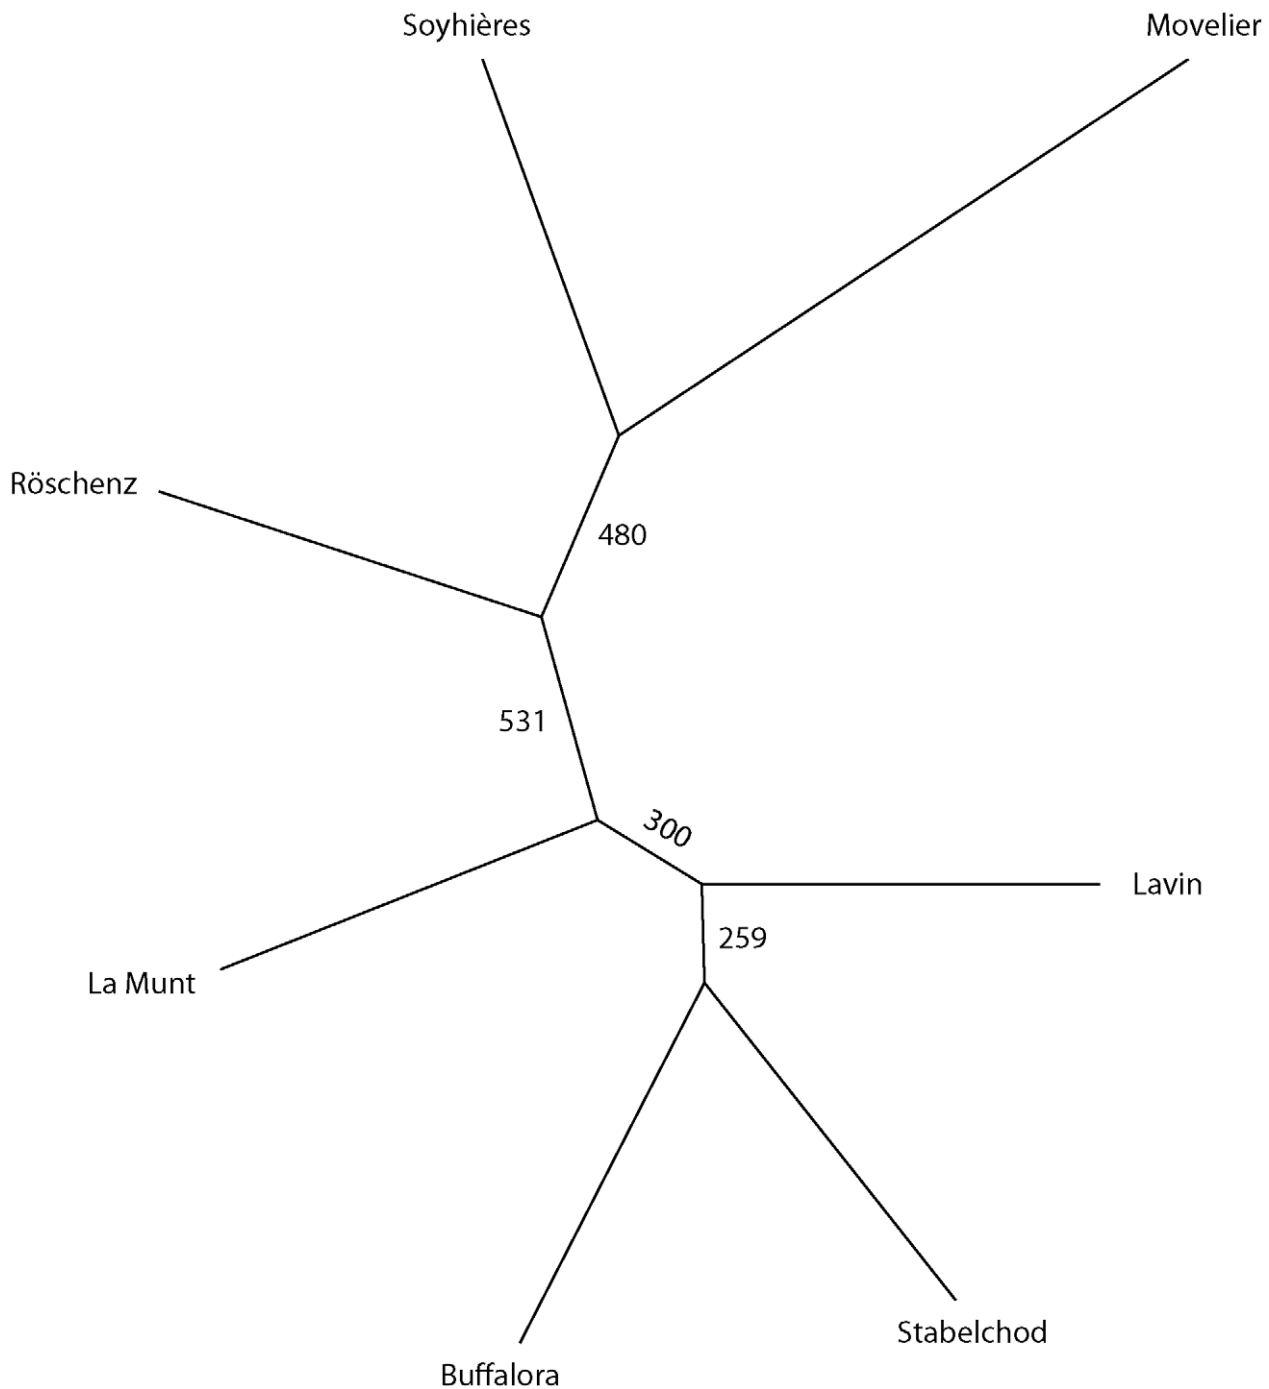 Soyhières
Movelier
Röschenz
480
531
300
Lavin
259
La Munt
Stabelchod
Buffalora